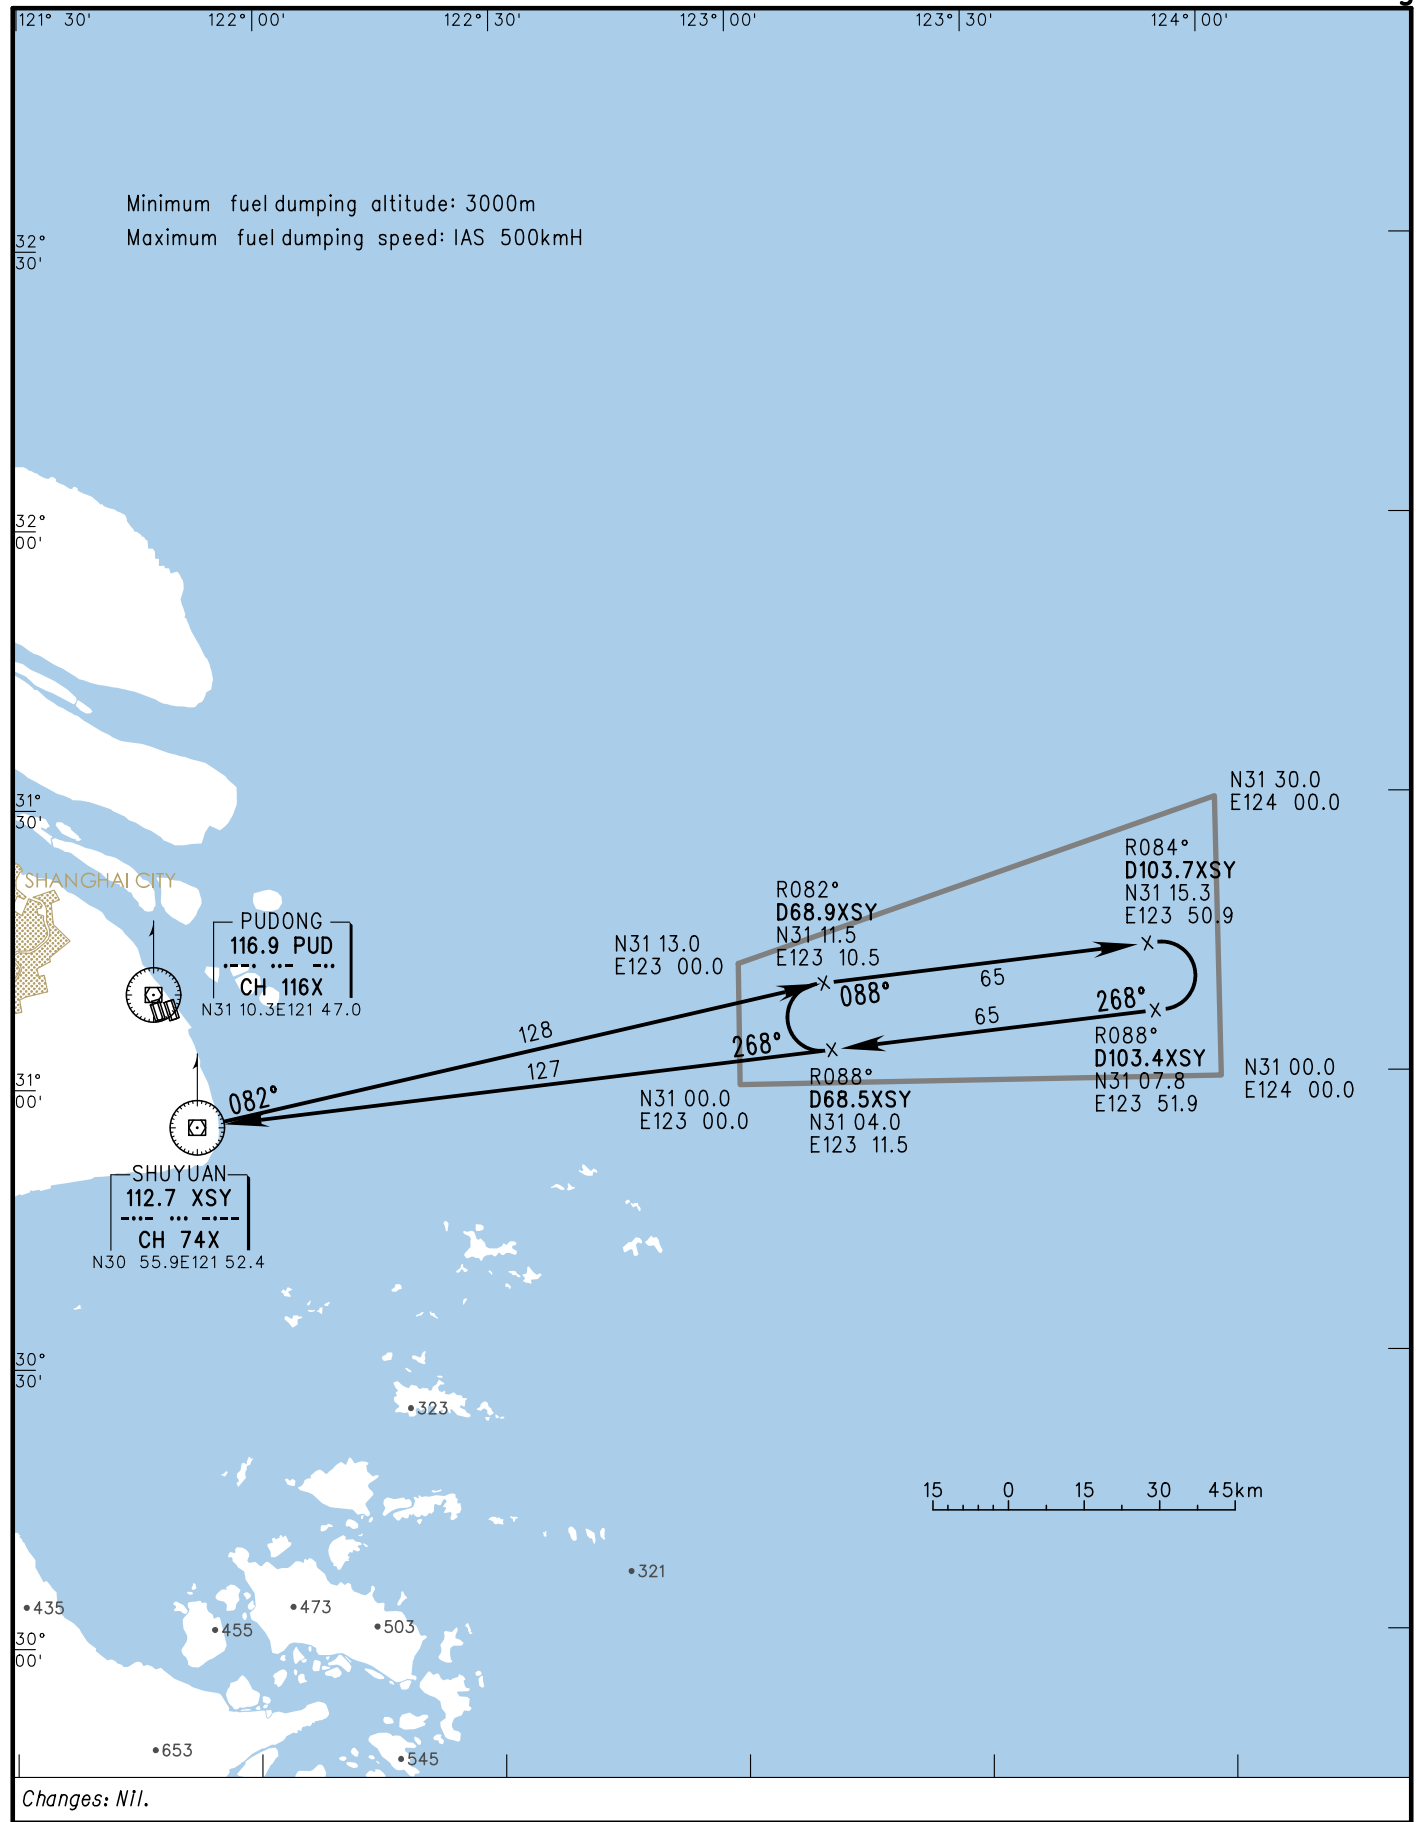 121° 30'
122° 00'
122° 30'
123° 00'
123° 30'
124° 00'
Minimum fuel dumping altitude: 3000m
Maximum fuel dumping speed: IAS 500kmH
32°
30'
32°
00'
31°
30'
SHANGHAI CITY
PUDONG
116.9 PUD
·--· ··- -··
CH 116X
N31 10.3E121 47.0
N31 30.0
E124 00.0
R084°
D103.7XSY
N31 15.3
E123 50.9
R082°
D68.9XSY
N31 11.5
E123 10.5
N31 13.0
E123 00.0
65
088°
268°
65
128
268°
127
082°
R088°
D103.4XSY
N31 07.8
E123 51.9
N31 00.0
E124 00.0
R088°
D68.5XSY
N31 04.0
E123 11.5
N31 00.0
E123 00.0
31°
00'
SHUYUAN
112.7 XSY
-··- ··· -·--
CH 74X
N30 55.9E121 52.4
30°
30'
323
15 0 15 30 45km
321
435
473
455
503
30°
00'
653
545
Changes: Nil.